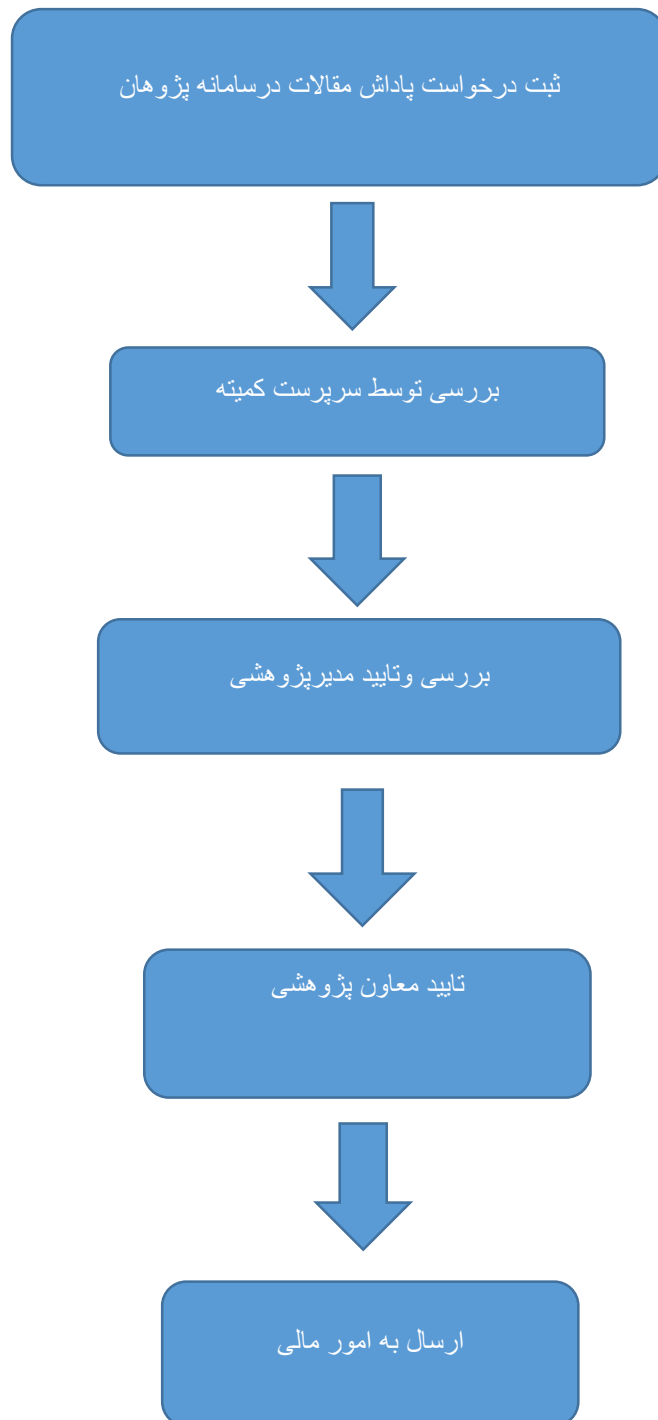 ثبت درخواست پاداش مقالات درسامانه پژوهان
بررسی توسط سرپرست کمیته
بررسی وتایید مدیرپژوهشی
تایید معاون پژوهشی
ارسال به امور مالی